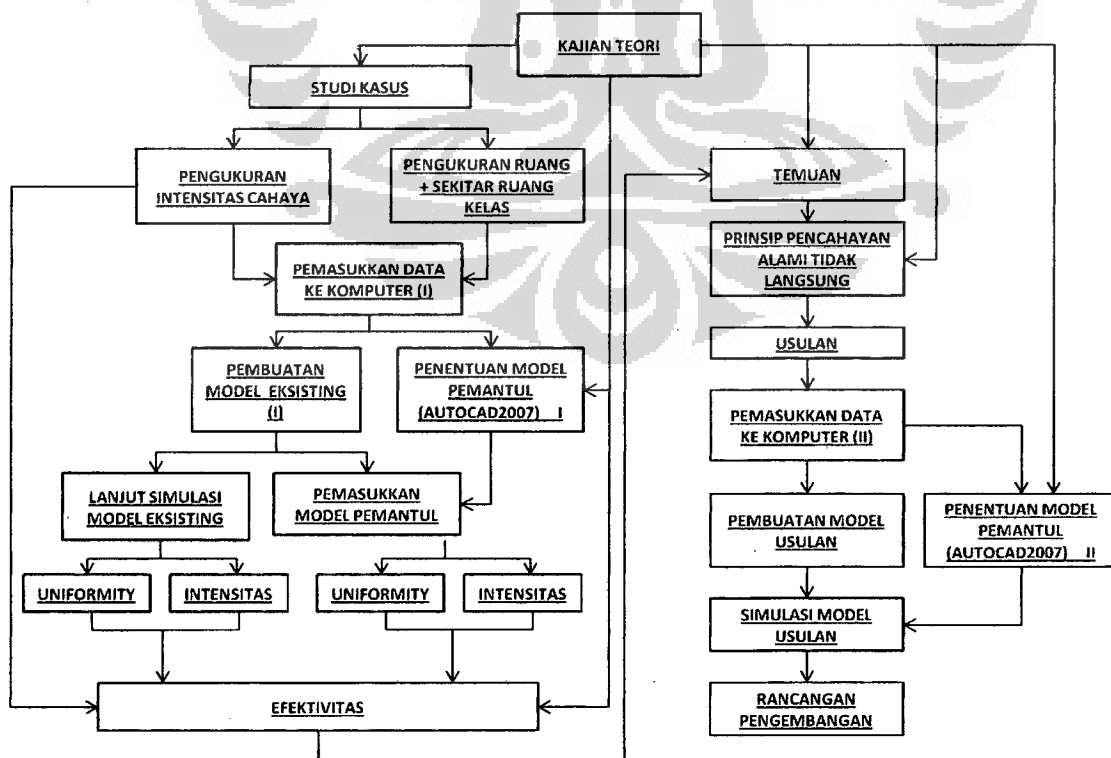 KAJIAN TEORI
STUDI KASUS
PENGUKURAN
INTENSITAS CAHAYA
PENGUKURAN RUANG
+ SEKITAR RUANG
KELAS
PEMASUKKAN DATA
KE KOMPUTER (I)
PEMBUATAN
MODEL EKSISTING
(I)
PENENTUAN MODEL
PEMANTUL
(AUTOCAD2007) I
LANJUT SIMULASI
MODEL EKSISTING
PEMASUKKAN
MODEL PEMANTUL
UNIFORMITY
INTENSITAS
UNIFORMITY
INTENSITAS
EFEKTIVITAS
TEMUAN
PRINSIP PENCAHAYAN
ALAMI TIDAK
LANGSUNG
USULAN
PEMASUKKAN DATA
KE KOMPUTER (II)
PEMBUATAN MODEL
USULAN
PENENTUAN MODEL
PEMANTUL
(AUTOCAD2007) II
SIMULASI MODEL
USULAN
RANCANGAN
PENGEMBANGAN